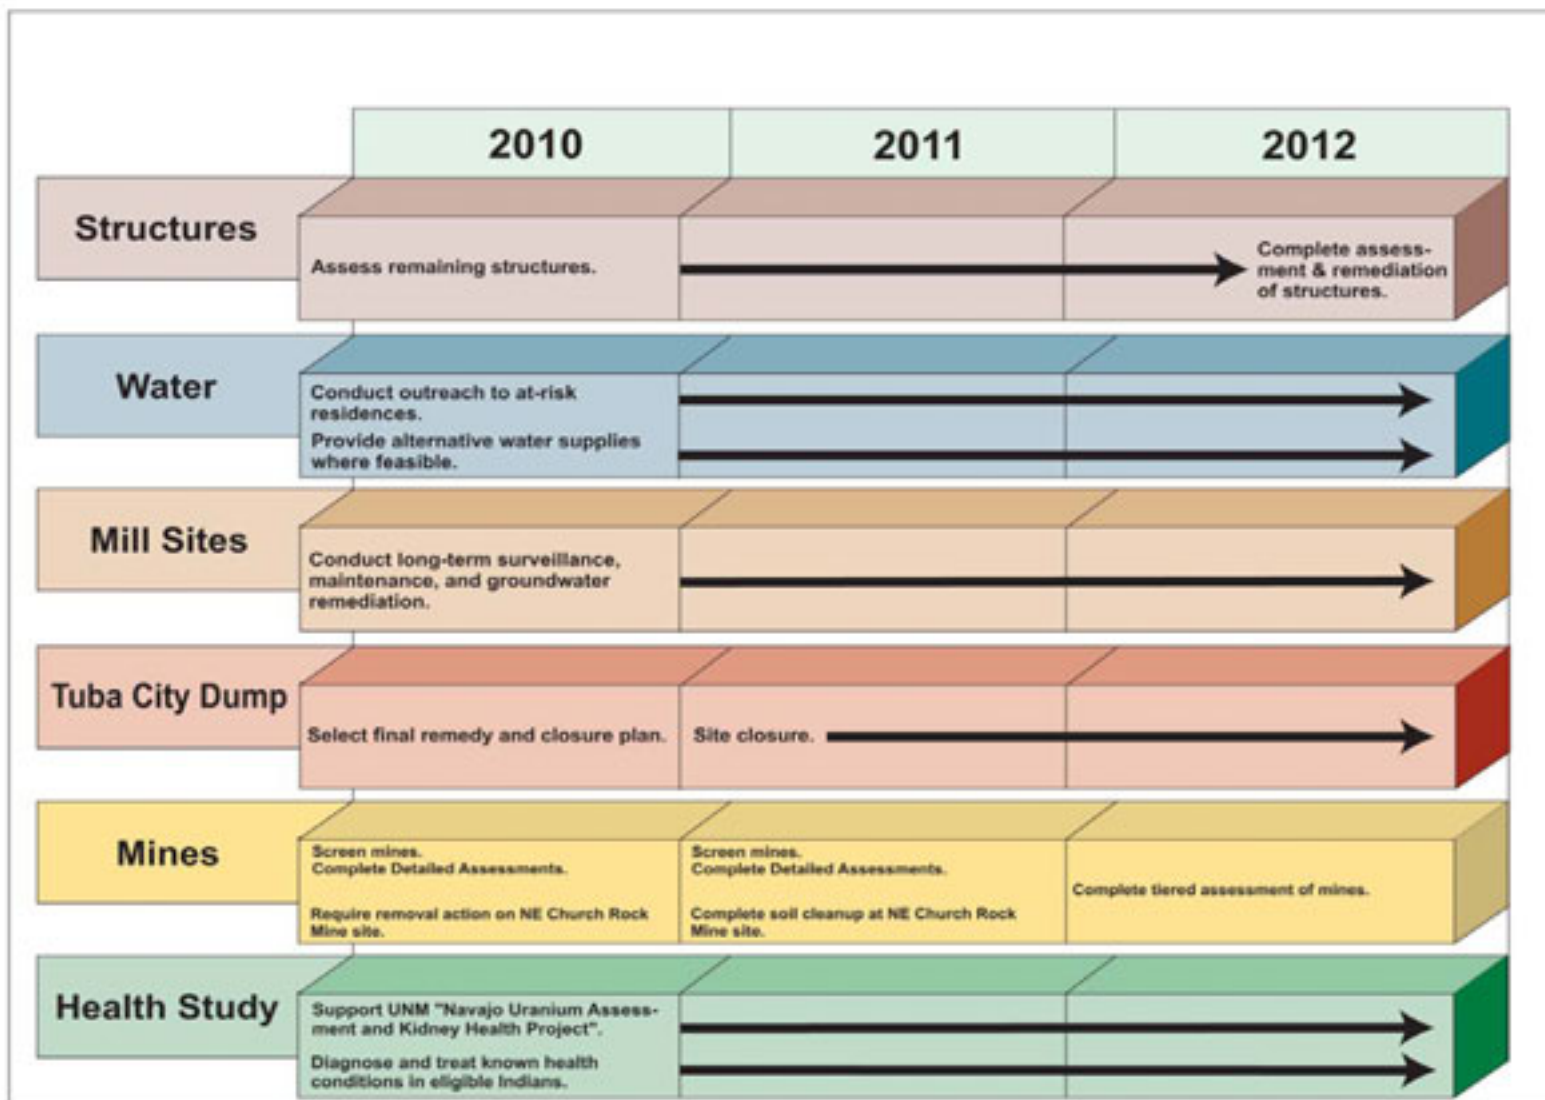 2010 2011 2012
Structures
Assess remaining structures.
Complete assess-
ment & remediation
of structures.
Water
Conduct outreach to at-risk
residences.
Provide alternative water supplies
where feasible.
Mill Sites
Conduct long-term surveillance,
maintenance, and groundwater
remediation.
Tuba City Dump
Select final remedy and closure plan.
Site closure.
Mines
Screen mines.
Complete Detailed Assessments.
Require removal action on NE Church Rock
Mine site.
Screen mines.
Complete Detailed Assessments.
Complete soil cleanup at NE Church Rock
Mine site.
Complete tiered assessment of mines.
Health Study
Support UNM "Navajo Uranium Assess-
ment and Kidney Health Project".
Diagnose and treat known health
conditions in eligible Indians.